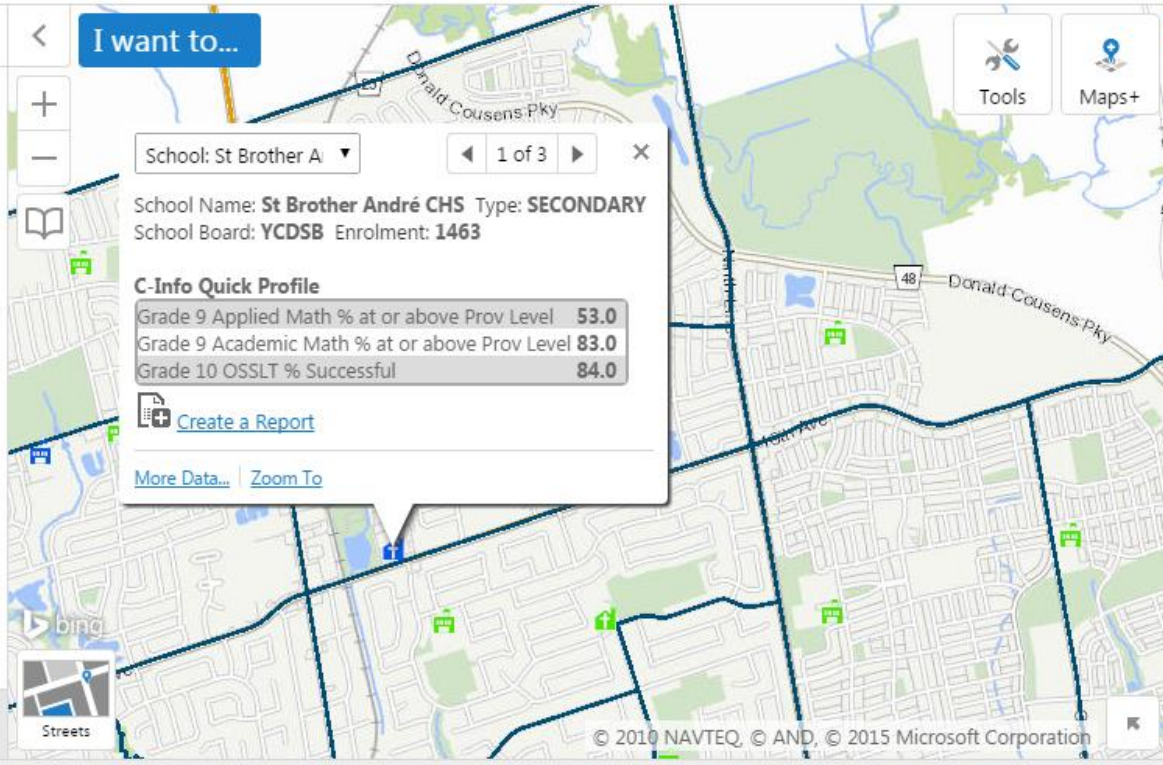 I want to...
Tools
Maps+
25
Donald Cousens Pky
School: St Brother A
1 of 3
School Name: St Brother André CHS Type: SECONDARY
School Board: YCDSB Enrolment: 1463
C-Info Quick Profile
Grade 9 Applied Math % at or above Prov Level 53.0
Grade 9 Academic Math % at or above Prov Level 83.0
Grade 10 OSSLT % Successful 84.0
Create a Report
More Data...
Zoom To
48
Donald Cousens Pky
16th Ave
bing
Streets
© 2010 NAVTEQ, © AND, © 2015 Microsoft Corporation